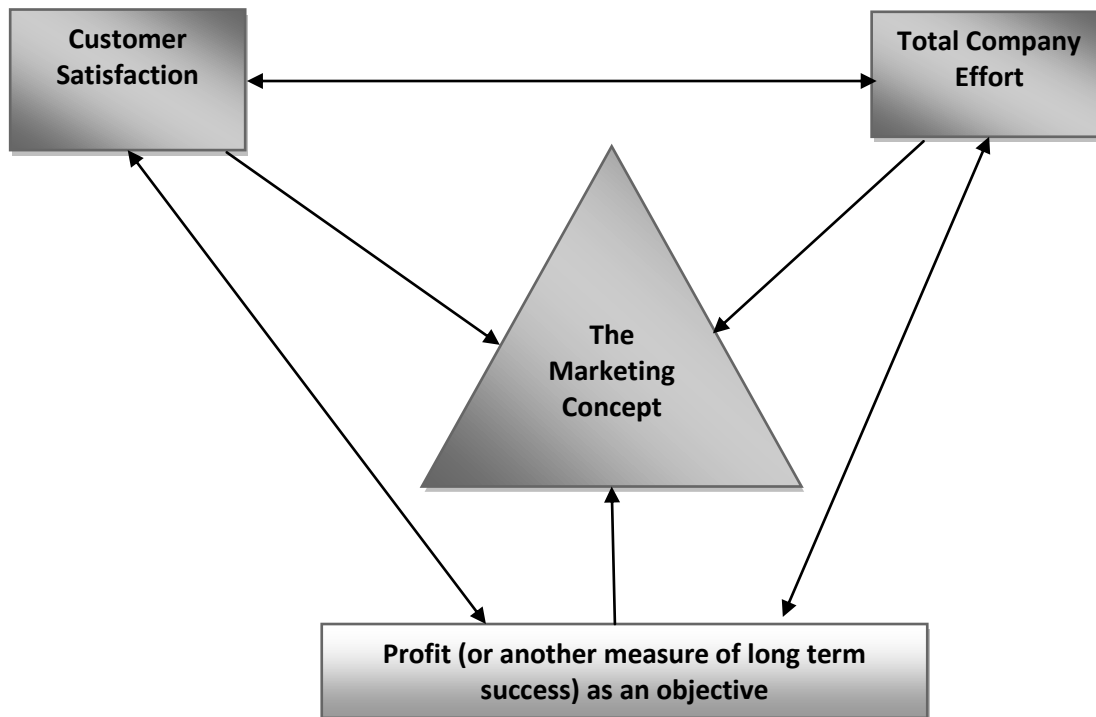 Customer
Satisfaction
Total Company
Effort
The
Marketing
Concept
Profit (or another measure of long term
success) as an objective